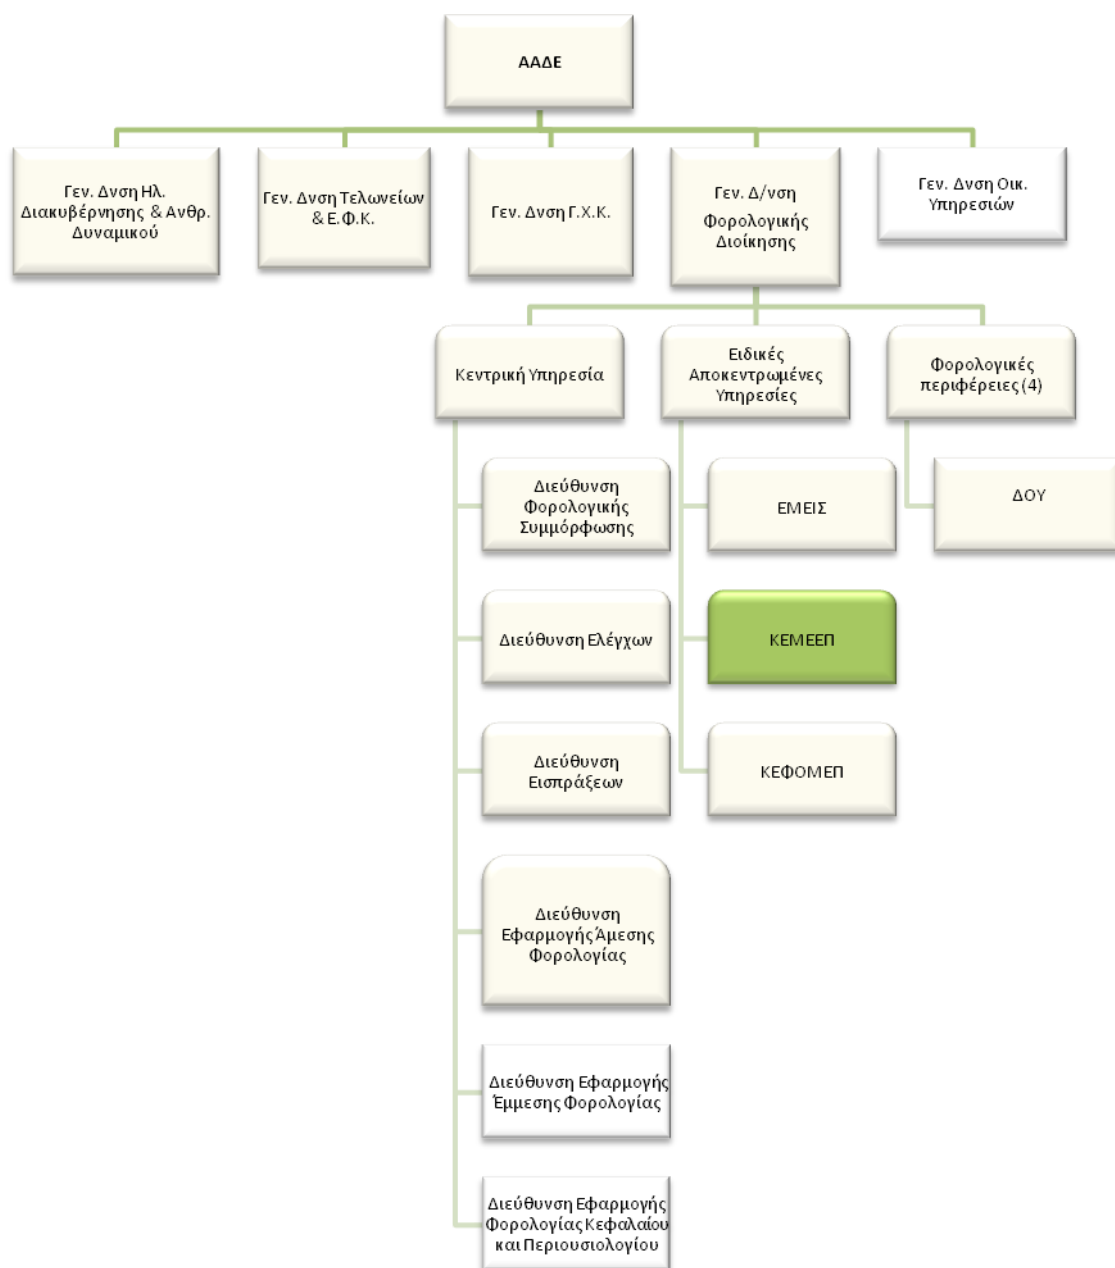 ΑΑΔΕ
Γεν. Δνση Ηλ.
Διακυβέρνησης & Ανθρ.
Δυναμικού
Γεν. Δνση Τελωνείων
& Ε.Φ.Κ.
Γεν. Δνση Γ.Χ.Κ.
Γεν. Δ/νση
Φορολογικής
Διοίκησης
Γεν. Δνση Οικ.
Υπηρεσιών
Κεντρική Υπηρεσία
Ειδικές
Αποκεντρωμένες
Υπηρεσίες
Φορολογικές
περιφέρειες (4)
Διεύθυνση
Φορολογικής
Συμμόρφωσης
ΕΜΕΙΣ
ΔΟΥ
Διεύθυνση Ελέγχων
ΚΕΜΕΕΠ
Διεύθυνση
Εισπράξεων
ΚΕΦΟΜΕΠ
Διεύθυνση
Εφαρμογής Άμεσης
Φορολογίας
Διεύθυνση Εφαρμογής
Έμμεσης Φορολογίας
Διεύθυνση Εφαρμογής
Φορολογίας Κεφαλαίου
και Περιουσιολογίου